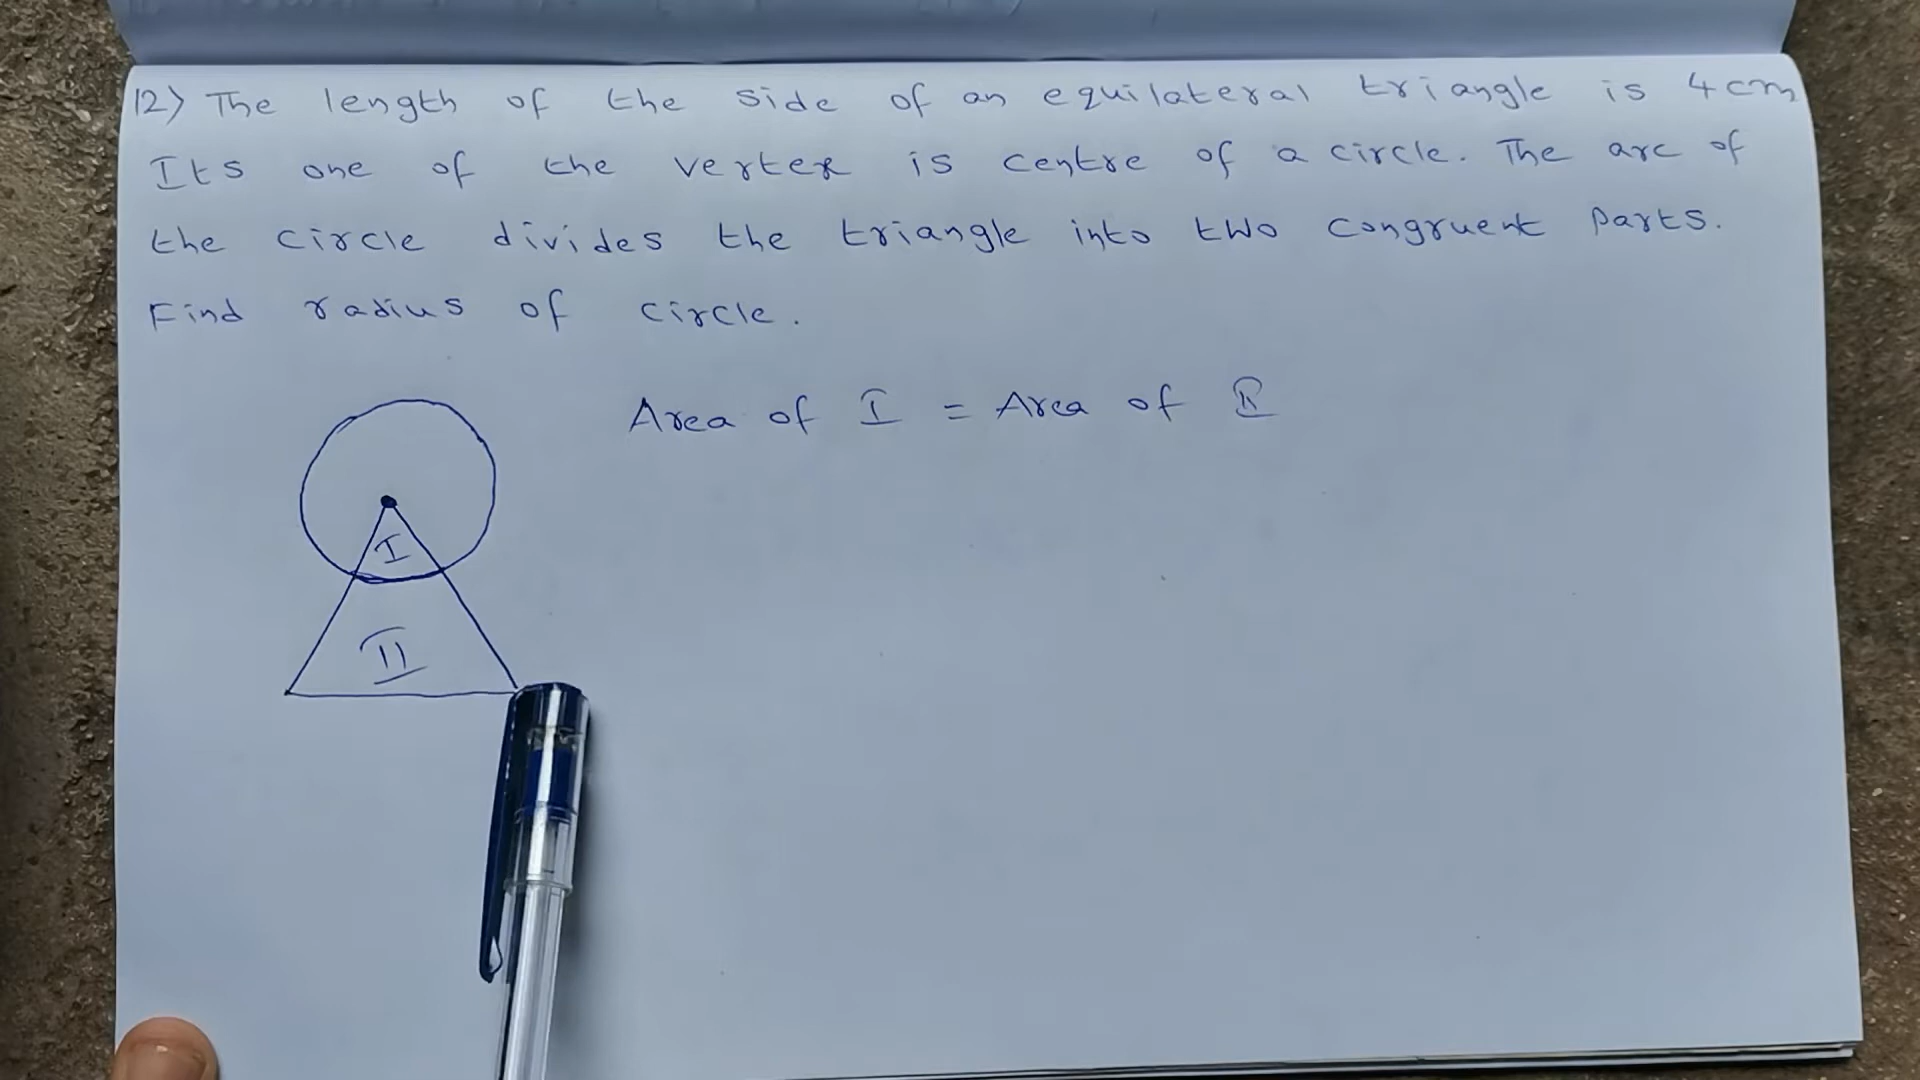 12) The length of the side of an equilateral triangle is 4cm
Its one of the vertex is centre of a circle. The arc of
the circle divides the triangle into two congruent parts.
Find radius of circle.
Area of I = Area of II
I
II